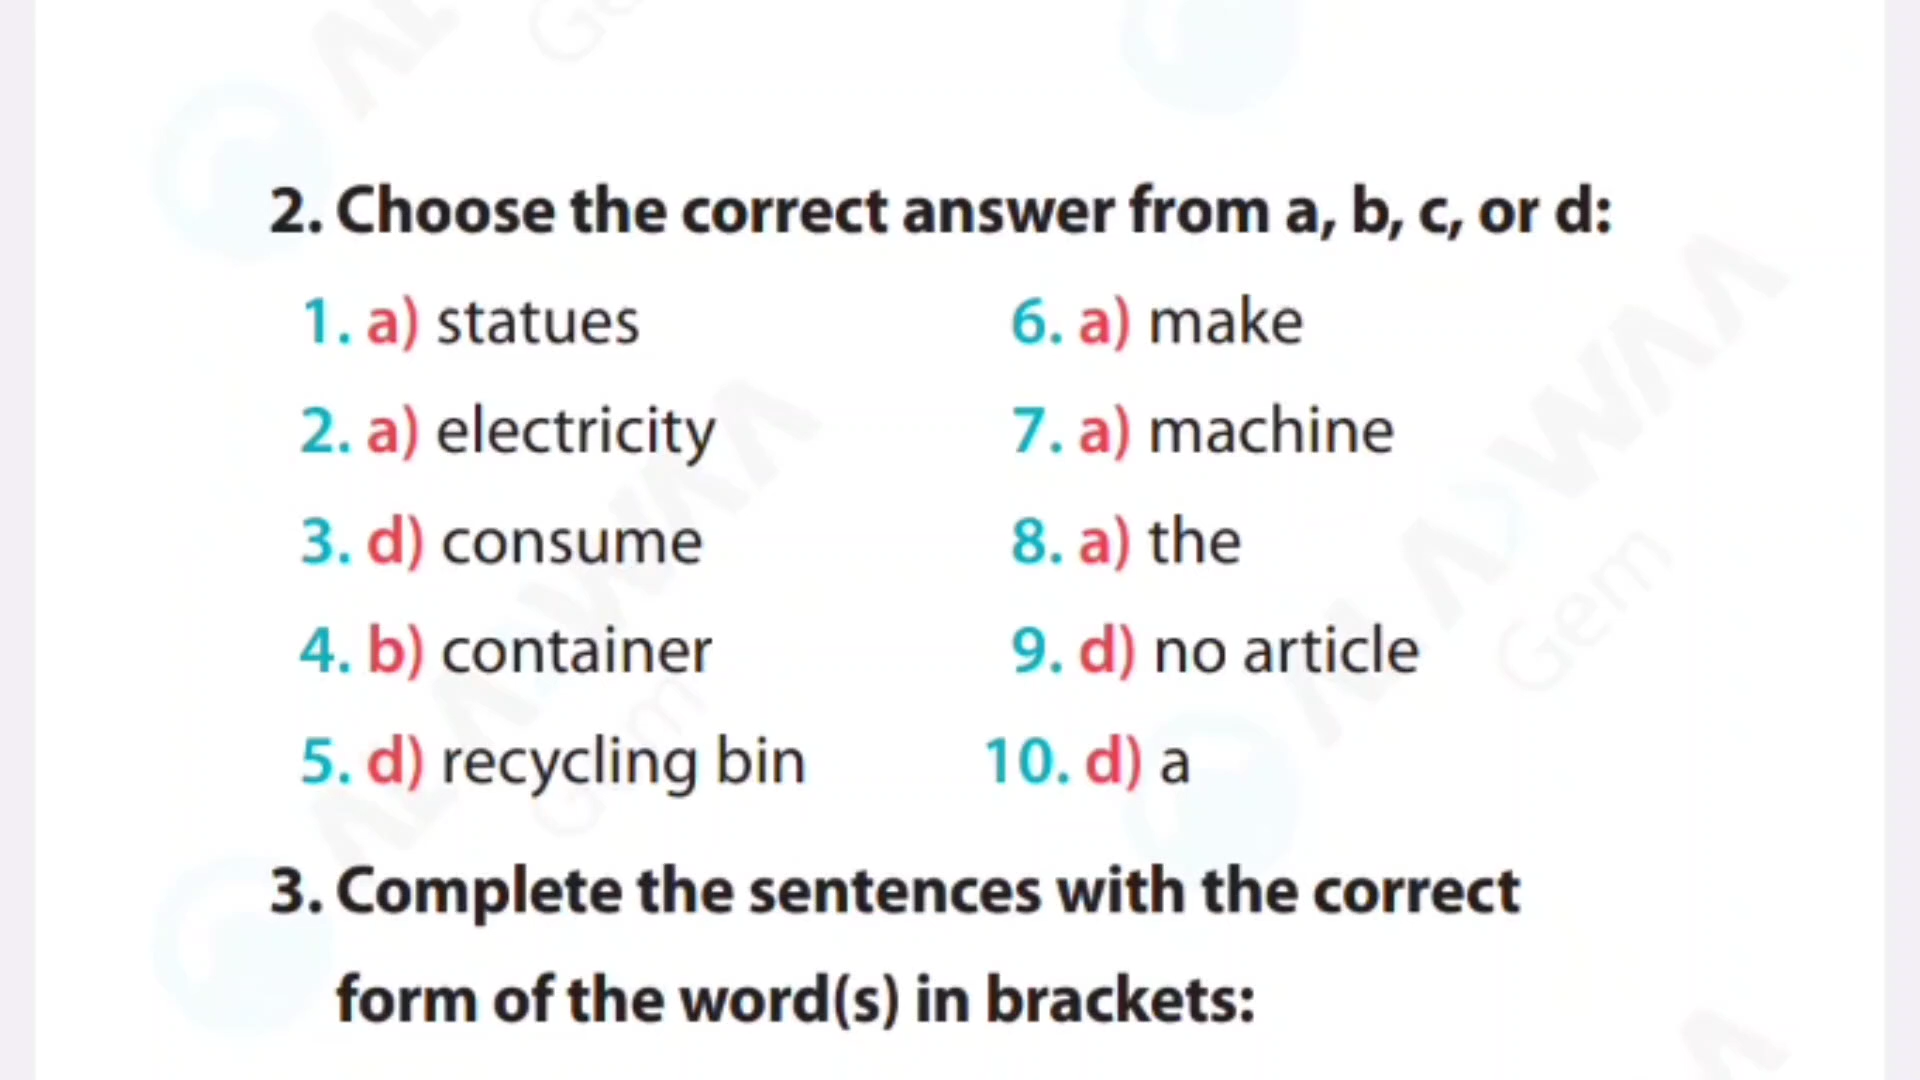 2. Choose the correct answer from a, b, c, or d:
1. a) statues
2. a) electricity
3. d) consume
4. b) container
5. d) recycling bin
6. a) make
7. a) machine
8. a) the
9. d) no article
10. d) a
3. Complete the sentences with the correct
form of the word(s) in brackets: